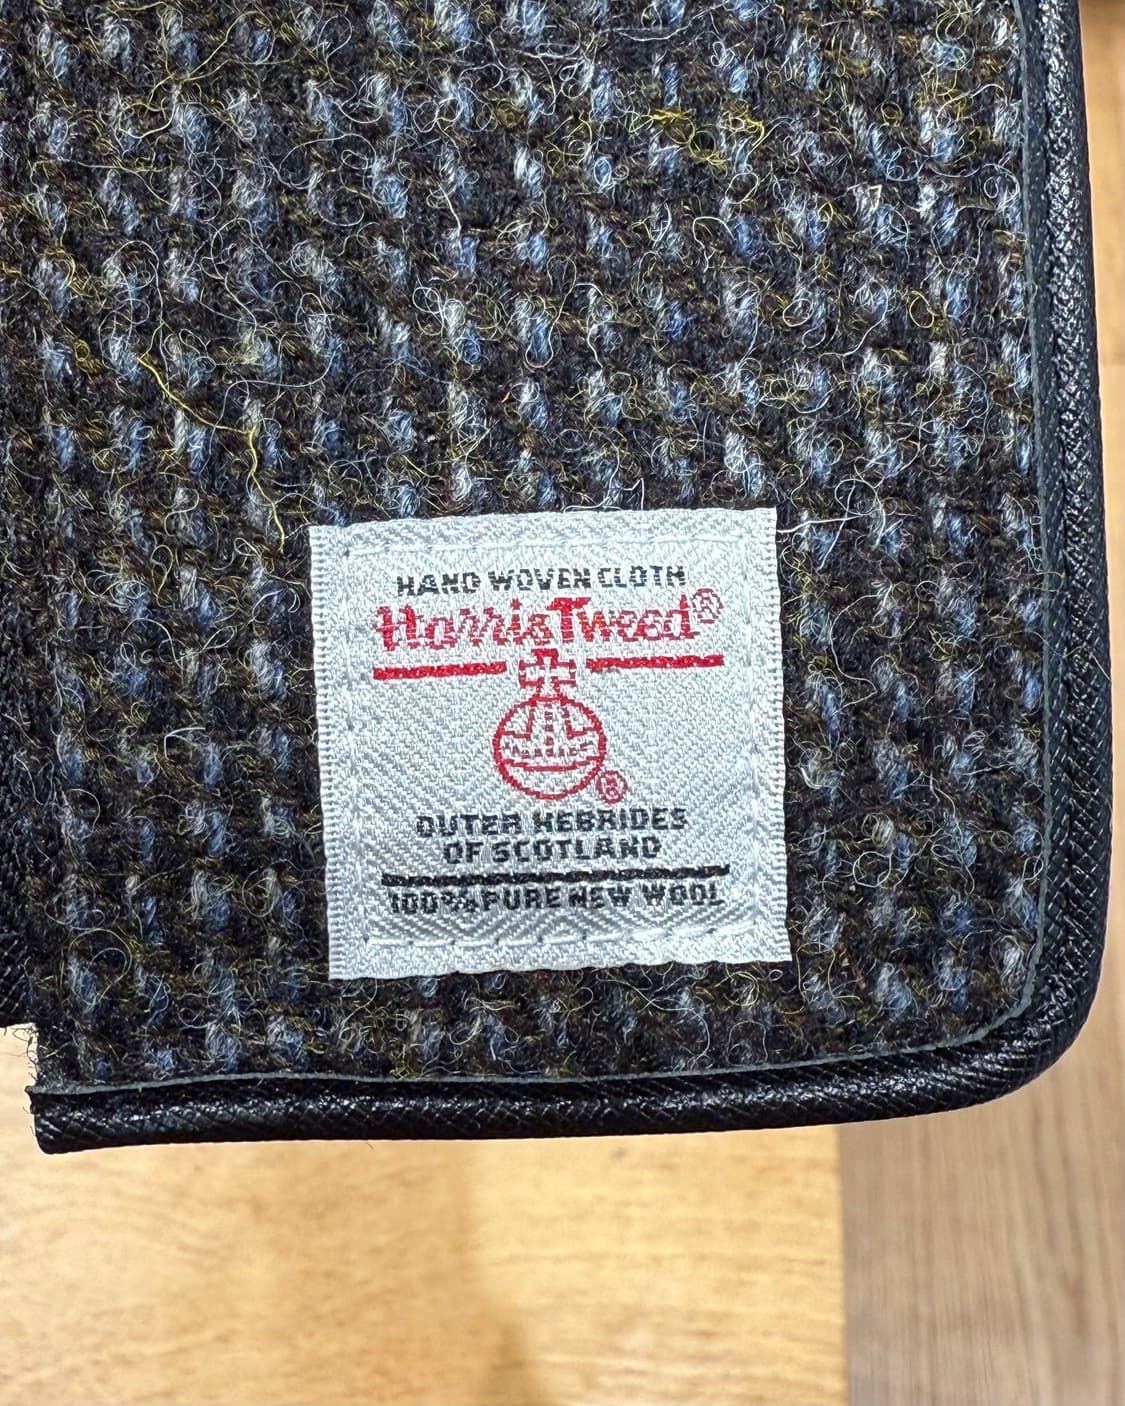 HAND WOVEN CLOTH
Harris Tweed®
®
OUTER HEBRIDES
OF SCOTLAND
100% PURE NEW WOOL